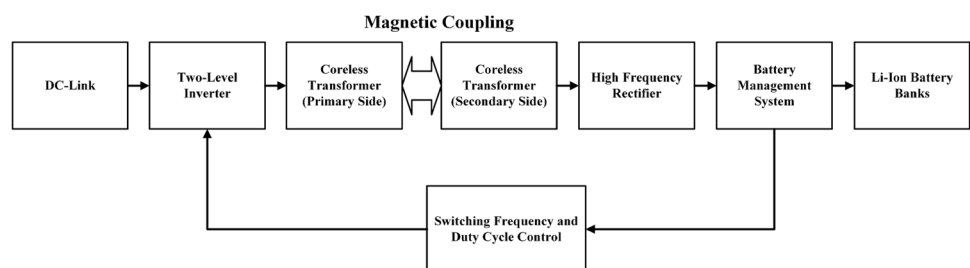 Magnetic Coupling
DC-Link
Two-Level
Inverter
Coreless
Transformer
(Primary Side)
Coreless
Transformer
(Secondary Side)
High Frequency
Rectifier
Battery
Management
System
Li-Ion Battery
Banks
Switching Frequency and
Duty Cycle Control